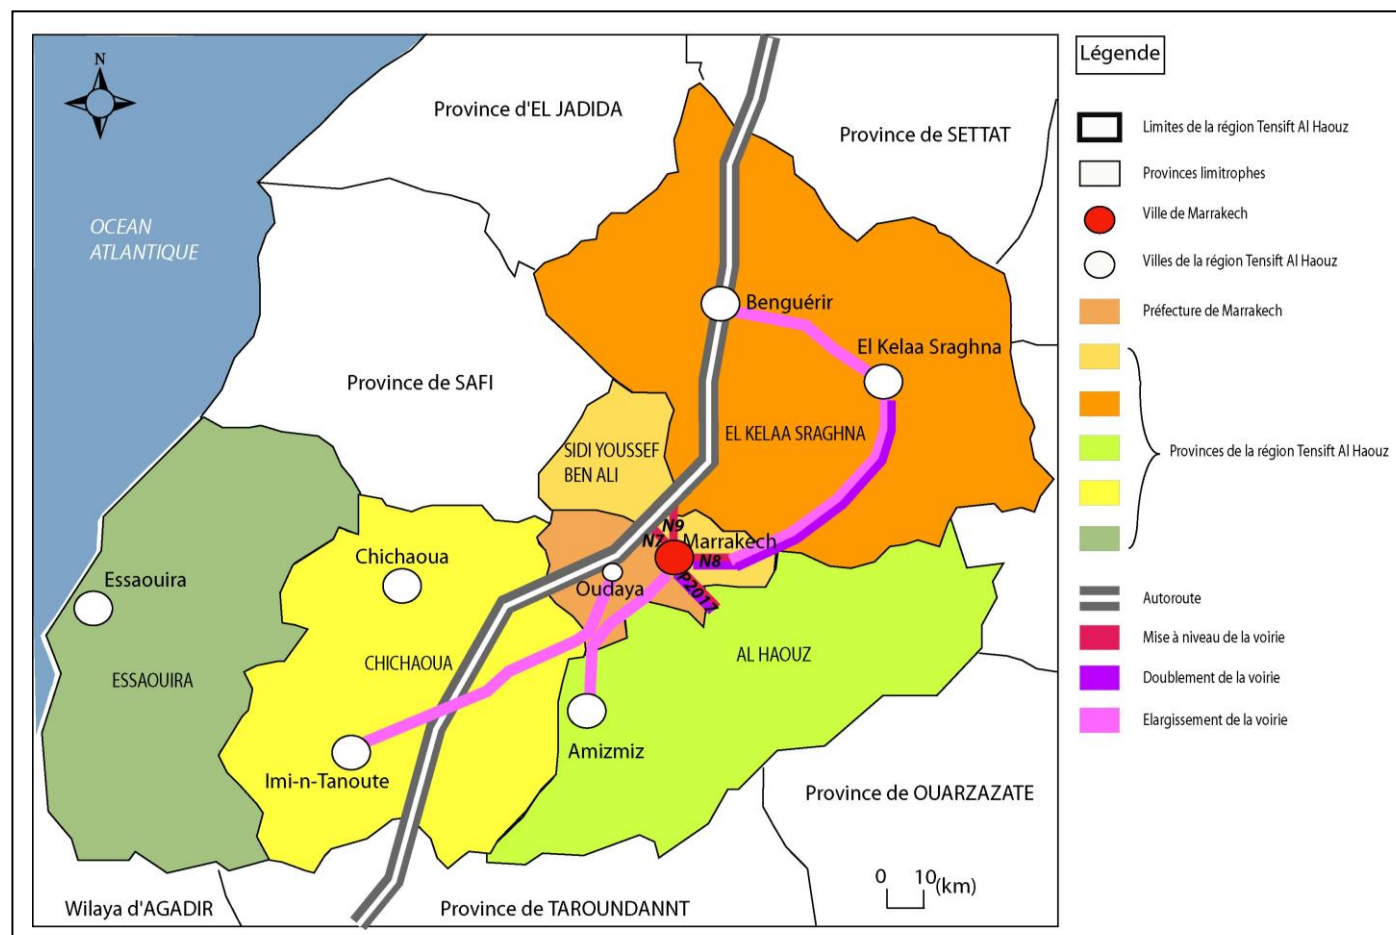 N
Province d'EL JADIDA
Province de SETTAT
OCEAN
ATLANTIQUE
Benguérir
El Kelaa Sraghna
Province de SAFI
EL KELAA SRAGHNA
SIDI YOUSSEF
BEN ALI
N9
N7
Marrakech
N8
Chichaoua
Essaouira
Oudaya
P2017
CHICHAOUA
AL HAOUZ
ESSAOUIRA
Amizmiz
Imi-n-Tanoute
Province de OUARZAZATE
0 10 (km)
Wilaya d'AGADIR
Province de TAROUNDANNT
Légende
Limites de la région Tensift Al Haouz
Provinces limitrophes
Ville de Marrakech
Villes de la région Tensift Al Haouz
Préfecture de Marrakech
Provinces de la région Tensift Al Haouz
Autoroute
Mise à niveau de la voirie
Doublement de la voirie
Elargissement de la voirie